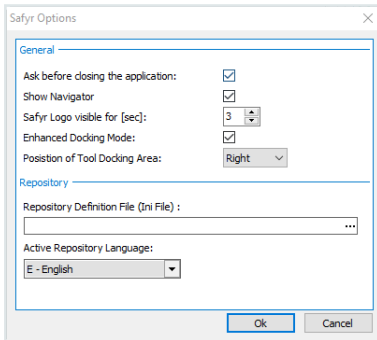 Safyr Options
General
Ask before closing the application:
Show Navigator
Safyr Logo visible for [sec]: 3
Enhanced Docking Mode:
Posistion of Tool Docking Area: Right
Repository
Repository Definition File (Ini File) :
...
Active Repository Language:
E - English
Ok Cancel